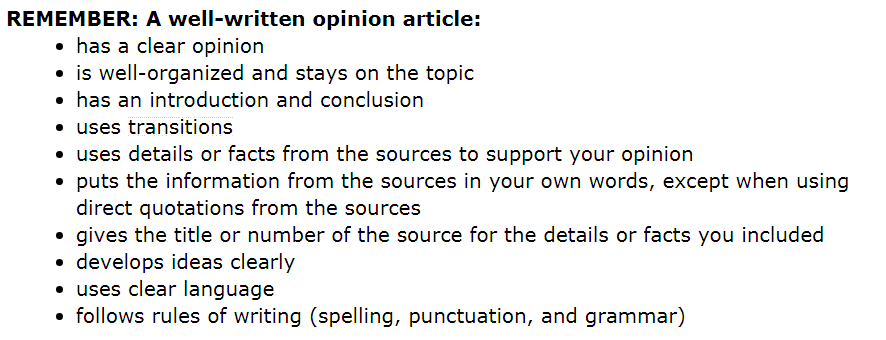 REMEMBER: A well-written opinion article:
• has a clear opinion
• is well-organized and stays on the topic
• has an introduction and conclusion
• uses transitions
• uses details or facts from the sources to support your opinion
• puts the information from the sources in your own words, except when using
direct quotations from the sources
• gives the title or number of the source for the details or facts you included
• develops ideas clearly
• uses clear language
• follows rules of writing (spelling, punctuation, and grammar)